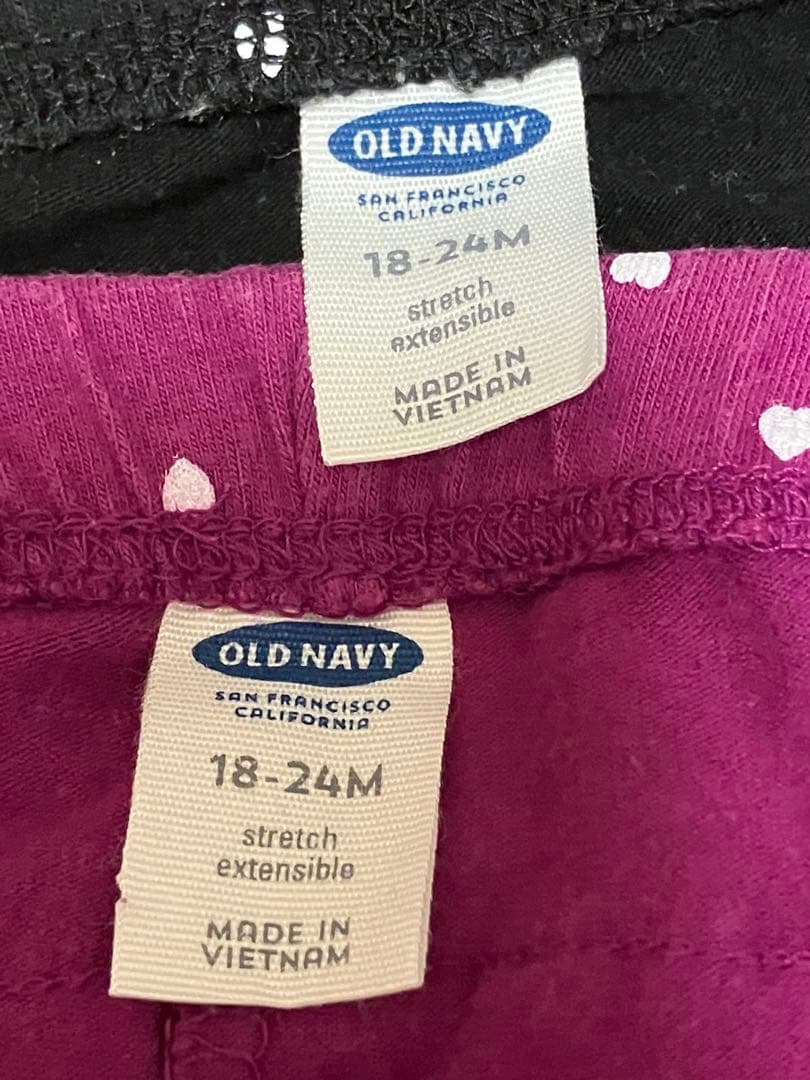 OLD NAVY
SAN FRANCISCO
CALIFORNIA
18-24M
stretch
extensible
MADE IN
VIETNAM
OLD NAVY
SAN FRANCISCO
CALIFORNIA
18-24M
stretch
extensible
MADE IN
VIETNAM